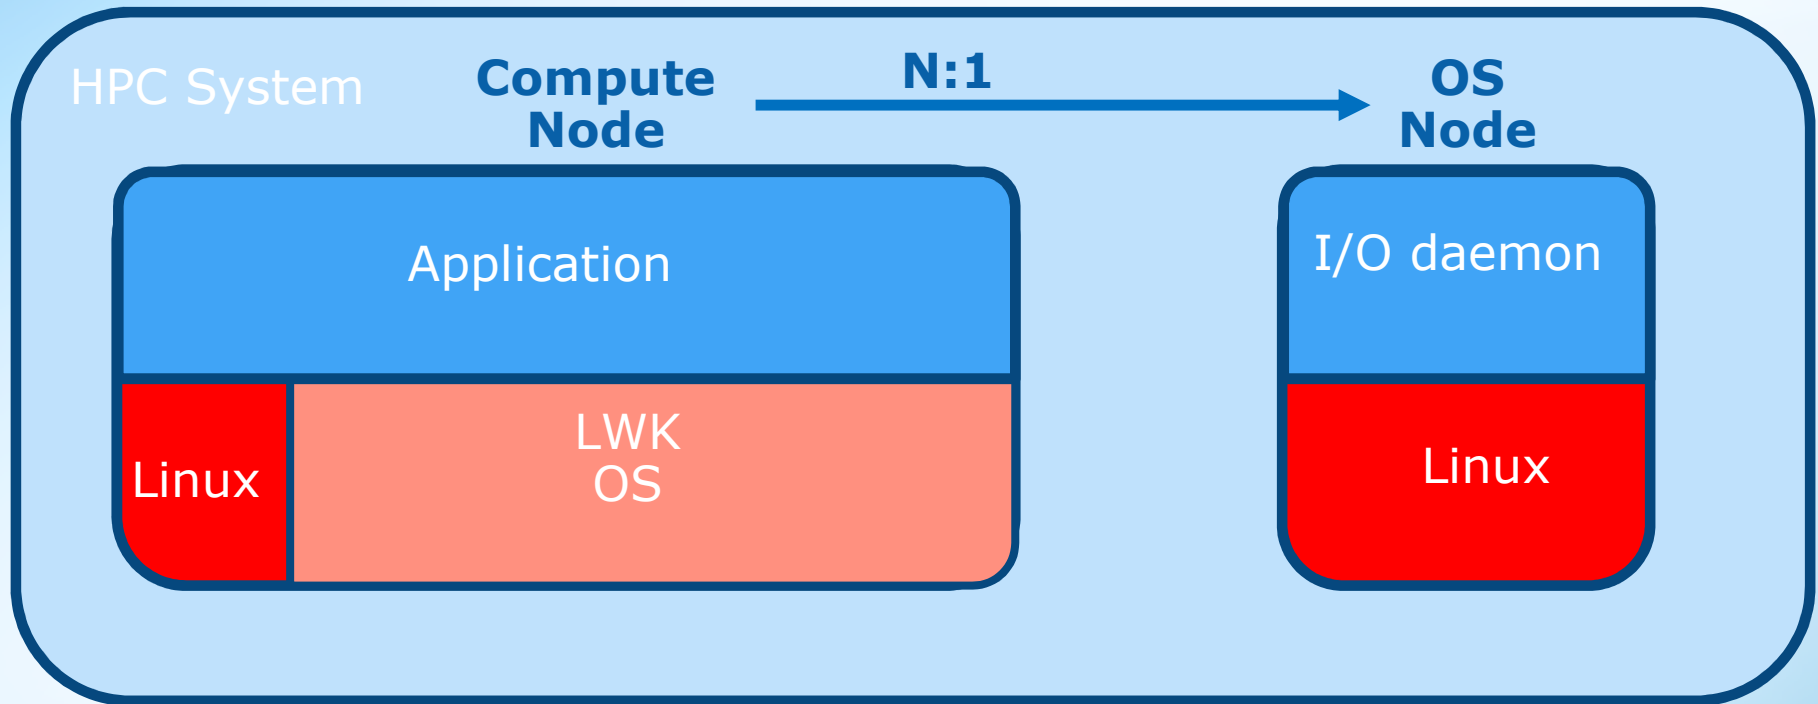 HPC System
Compute
Node
N:1
OS
Node
Application
I/O daemon
Linux
LWK
OS
Linux